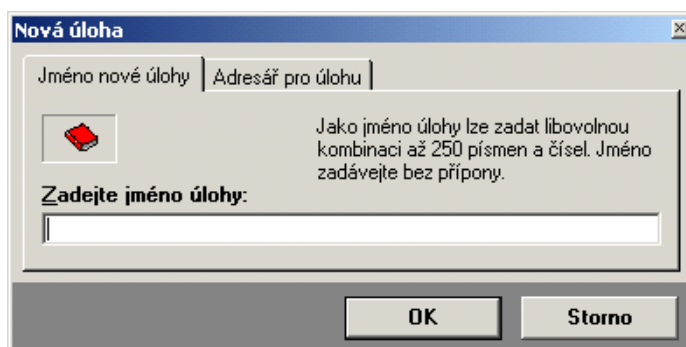 Nová úloha
Jméno nové úlohy
Adresář pro úlohu
Jako jméno úlohy lze zadat libovolnou
kombinaci až 250 písmen a čísel. Jméno
zadávejte bez přípony.
Zadejte jméno úlohy:
OK
Storno